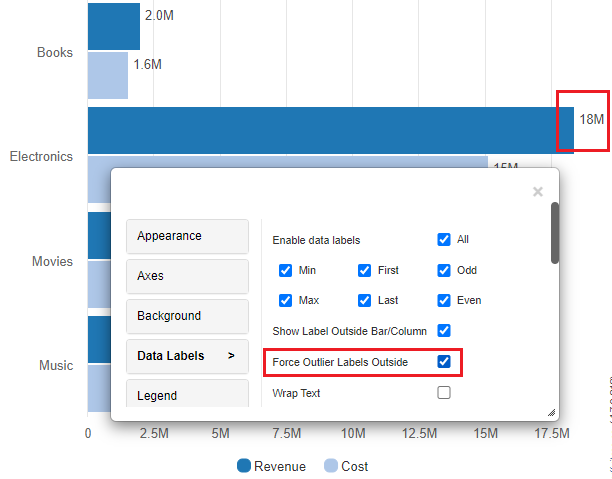 2.0M
Books
1.6M
18M
Electronics
15M
×
Appearance
Enable data labels All
Axes
Min First Odd
Movies
Background
Max Last Even
Show Label Outside Bar/Column
Data Labels >
Force Outlier Labels Outside
Music
Legend
Wrap Text
0 2.5M 5M 7.5M 10M 12.5M 15M 17.5M
Revenue Cost